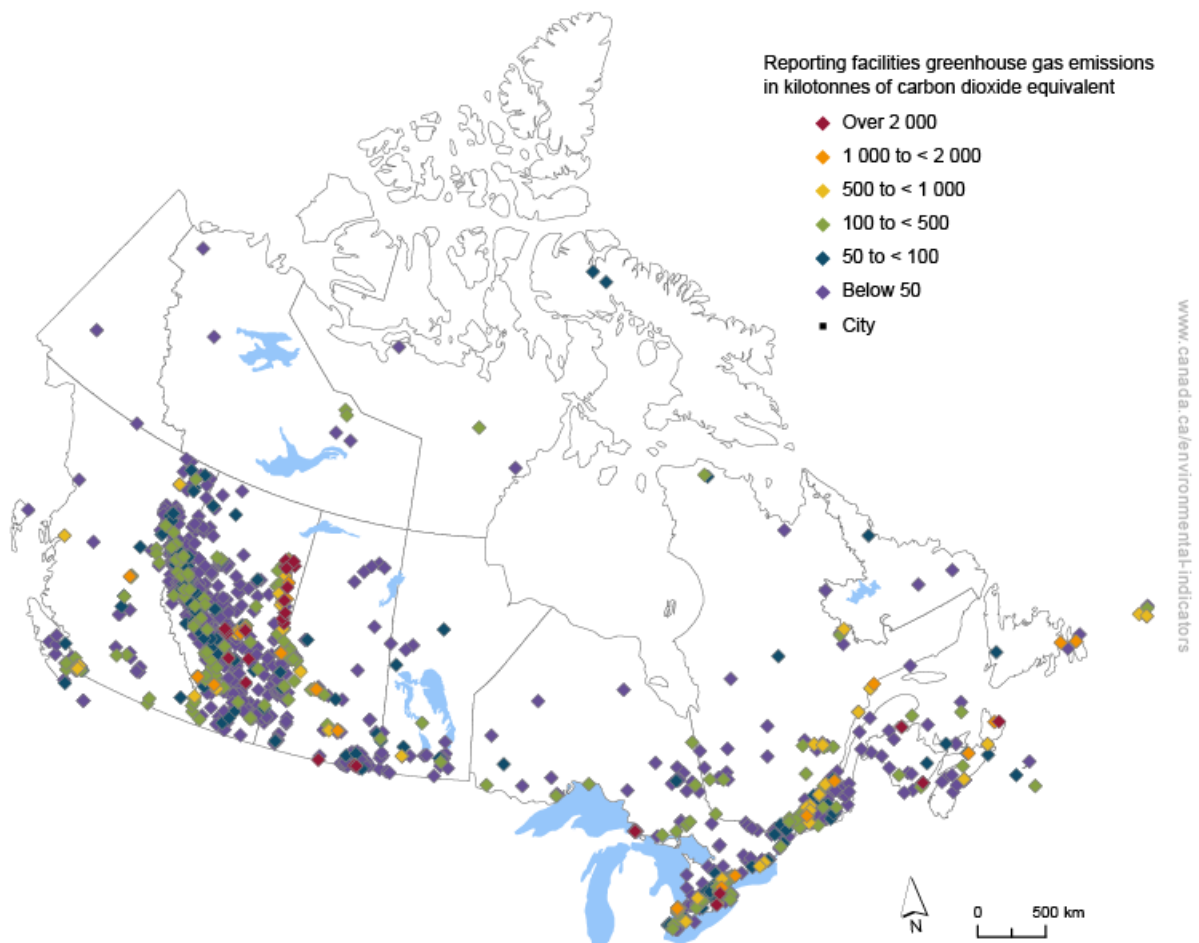 Reporting facilities greenhouse gas emissions
in kilotonnes of carbon dioxide equivalent
Over 2 000
1 000 to < 2 000
500 to < 1 000
100 to < 500
50 to < 100
Below 50
City
www.canada.ca/environmental-indicators
N
0 500 km